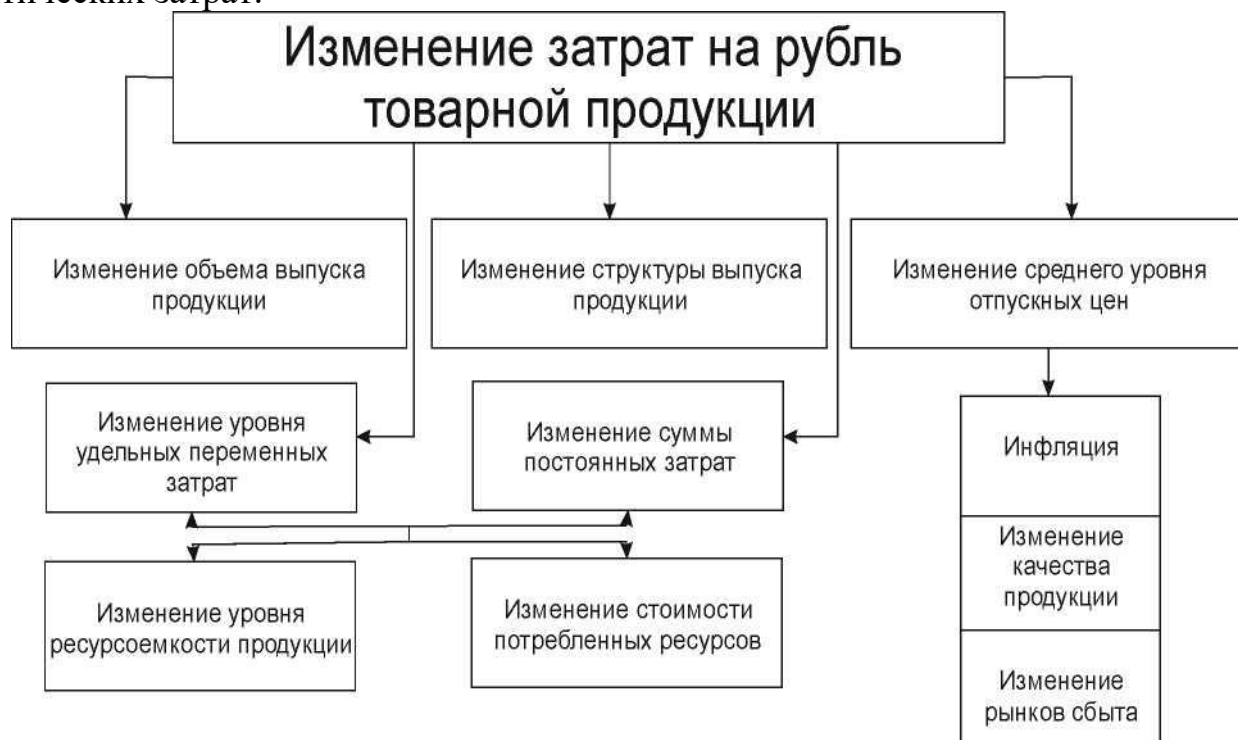 затрат.
Изменение затрат на рубль
товарной продукции
Изменение объема выпуска
продукции
Изменение структуры выпуска
продукции
Изменение среднего уровня
отпускных цен
Изменение уровня
удельных переменных
затрат
Изменение суммы
постоянных затрат
Инфляция
Изменение
качества
продукции
Изменение уровня
ресурсоемкости продукции
Изменение стоимости
потребленных ресурсов
Изменение
рынков сбыта